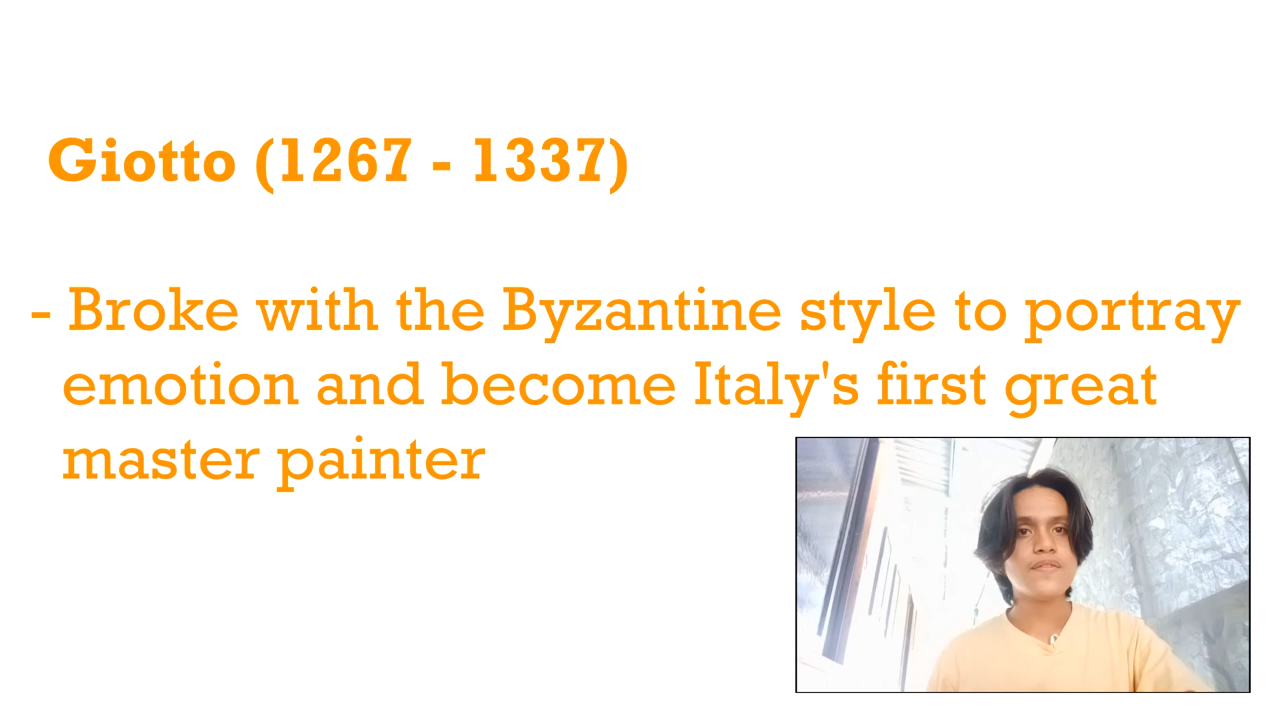 Giotto (1267 - 1337)
- Broke with the Byzantine style to portray
emotion and become Italy's first great
master painter